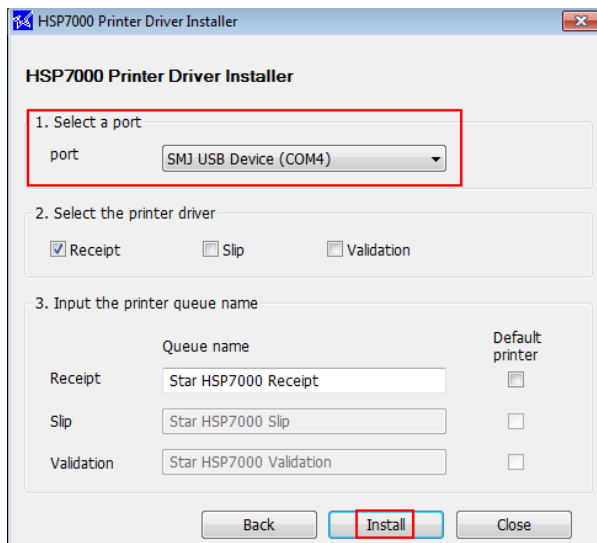 HSP7000 Printer Driver Installer
HSP7000 Printer Driver Installer
1. Select a port
port SMJ USB Device (COM4)
2. Select the printer driver
Receipt Slip Validation
3. Input the printer queue name
Queue name Default printer
Receipt Star HSP7000 Receipt
Slip Star HSP7000 Slip
Validation Star HSP7000 Validation
Back Install Close